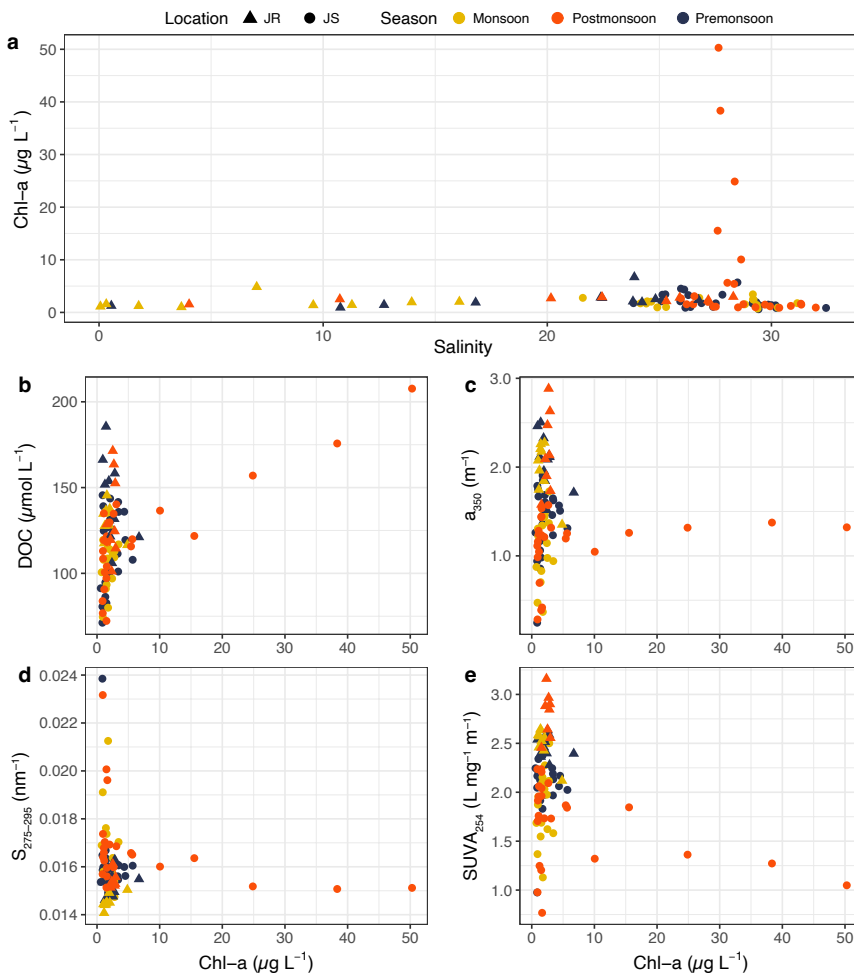 Location JR JS Season Monsoon Postmonsoon Premonsoon
a
50
40
30
20
10
0
Chl−a (µg L−1)
0 10 20 30
Salinity
b
200
150
100
DOC (µmol L−1)
0 10 20 30 40 50
c
3.0
2.0
1.0
0
a350 (m−1)
0 10 20 30 40 50
d
0.024
0.022
0.020
0.018
0.016
0.014
S275−295 (nm−1)
0 10 20 30 40 50
Chl−a (µg L−1)
e
3.0
2.5
2.0
1.5
1.0
SUVA254 (L mg−1 m−1)
0 10 20 30 40 50
Chl−a (µg L−1)